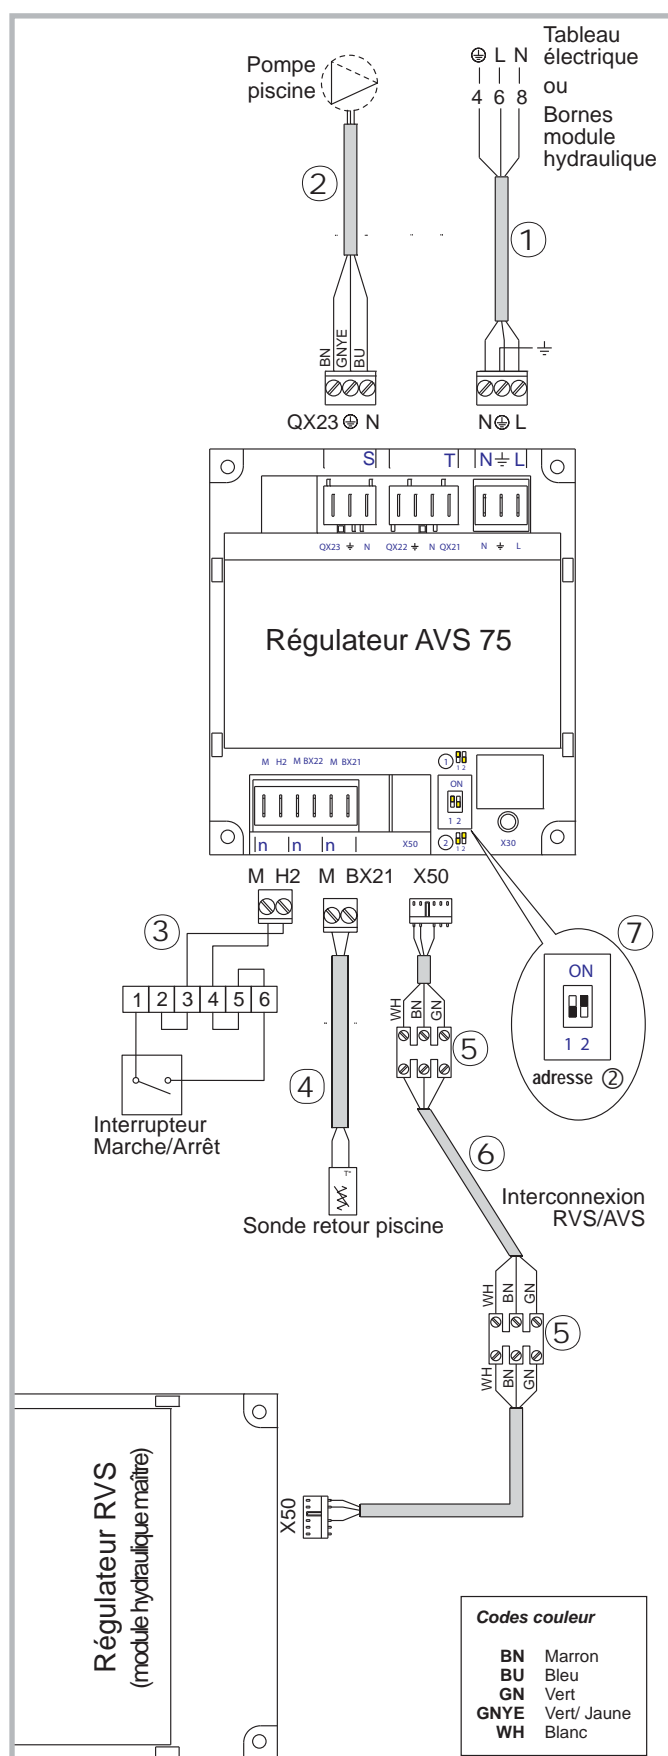 Pompe
piscine
②
⏚ L N
4 6 8
Tableau
électrique
ou
Bornes
module
hydraulique
①
BN
GNYE
BU
QX23 ⏚ N
N ⏚ L
S
T
N ⏚ L
QX23 ⏚ N
QX22 ⏚ N QX21
N ⏚ L
Régulateur AVS 75
M H2 M BX22 M BX21
① 1 2
ON
1 2
② 1 2
X50
X30
In
In
In
M H2
M BX21
X50
③
1 2 3 4 5 6
Interrupteur
Marche/Arrêt
④
T°
Sonde retour piscine
WH
BN
GN
⑤
⑥
⑦
ON
1 2
adresse ②
Interconnexion
RVS/AVS
WH
BN
GN
⑤
WH
BN
GN
X50
Régulateur RVS
(module hydraulique maître)
Codes couleur
BN Marron
BU Bleu
GN Vert
GNYE Vert/ Jaune
WH Blanc